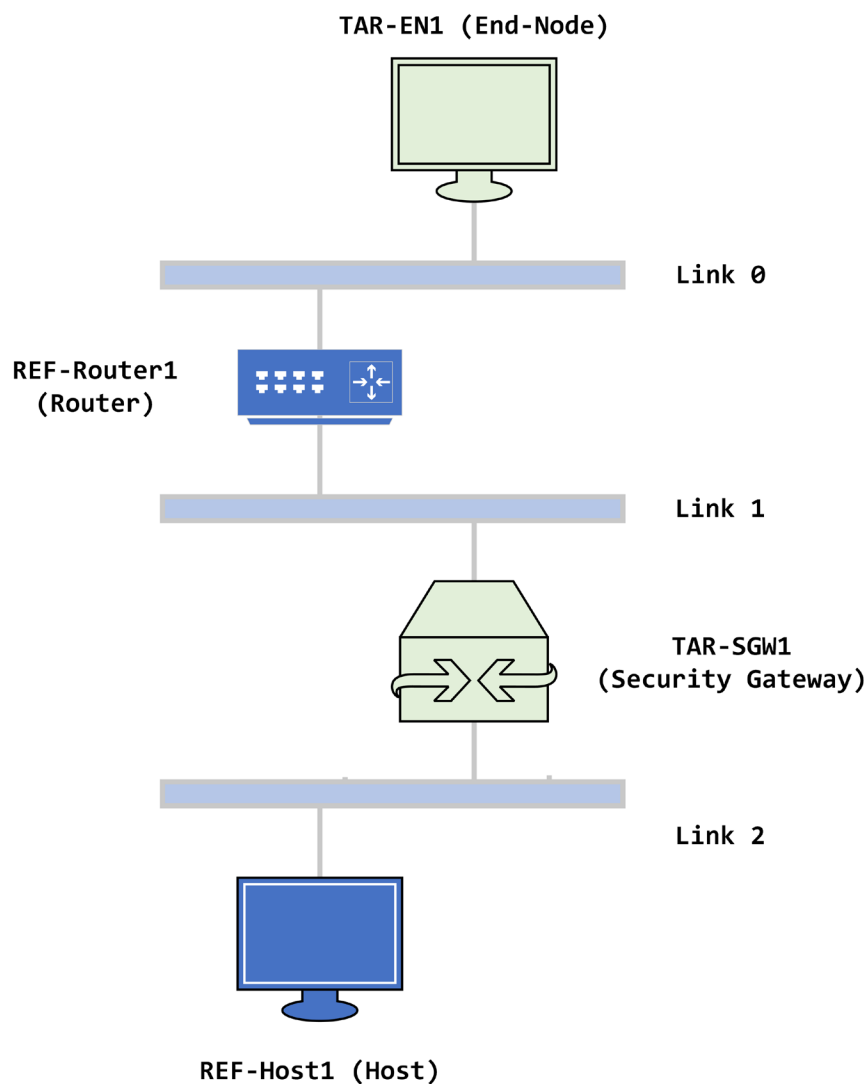 TAR-EN1 (End-Node)
Link 0
REF-Router1
(Router)
Link 1
TAR-SGW1
(Security Gateway)
Link 2
REF-Host1 (Host)